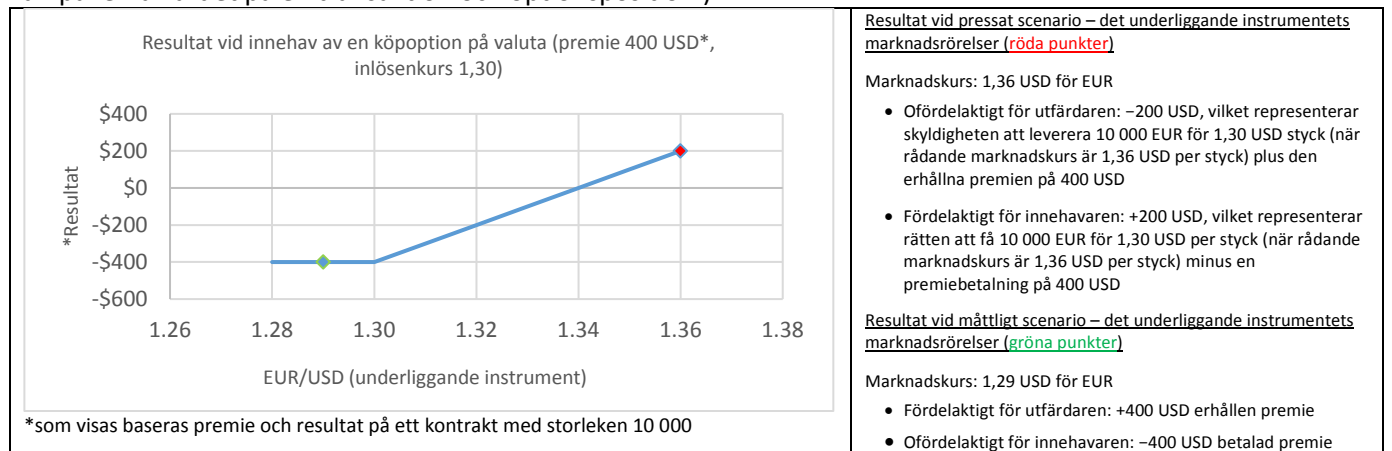 Resultat vid innehav av en köpoption på valuta (premie 400 USD*,
inlösenkurs 1,30)
$400
$200
$0
-$200
-$400
-$600
*Resultat
1.26 1.28 1.30 1.32 1.34 1.36 1.38
EUR/USD (underliggande instrument)
*som visas baseras premie och resultat på ett kontrakt med storleken 10 000
Resultat vid pressat scenario – det underliggande instrumentets
marknadsrörelser (röda punkter)
Marknadskurs: 1,36 USD för EUR
• Ofördelaktigt för utfärdaren: −200 USD, vilket representerar
skyldigheten att leverera 10 000 EUR för 1,30 USD styck (när
rådande marknadskurs är 1,36 USD per styck) plus den
erhållna premien på 400 USD
• Fördelaktigt för innehavaren: +200 USD, vilket representerar
rätten att få 10 000 EUR för 1,30 USD per styck (när rådande
marknadskurs är 1,36 USD per styck) minus en
premiebetalning på 400 USD
Resultat vid måttligt scenario – det underliggande instrumentets
marknadsrörelser (gröna punkter)
Marknadskurs: 1,29 USD för EUR
• Fördelaktigt för utfärdaren: +400 USD erhållen premie
• Ofördelaktigt för innehavaren: −400 USD betalad premie